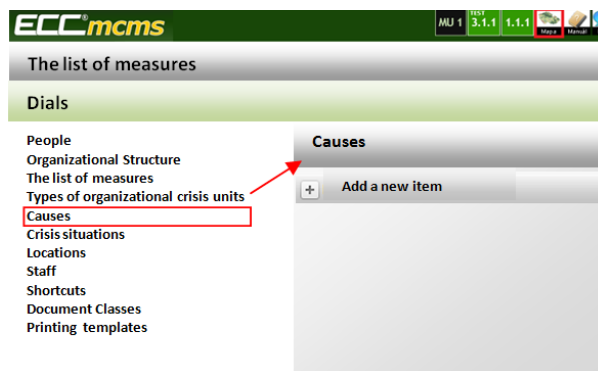 ECC®mcms
MU 1 TEST 3.1.1 1.1.1 Mapa Manuál
The list of measures
Dials
People
Organizational Structure
The list of measures
Types of organizational crisis units
Causes
Crisis situations
Locations
Staff
Shortcuts
Document Classes
Printing templates
Causes
+ Add a new item